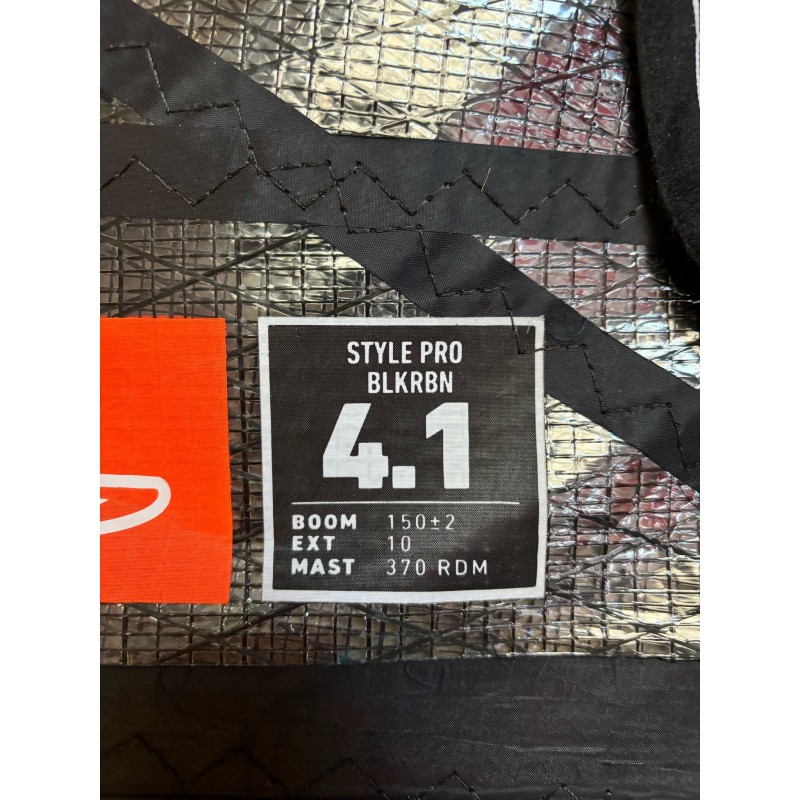 STYLE PRO
BLKRBN
4.1
BOOM 150±2
EXT 10
MAST 370 RDM